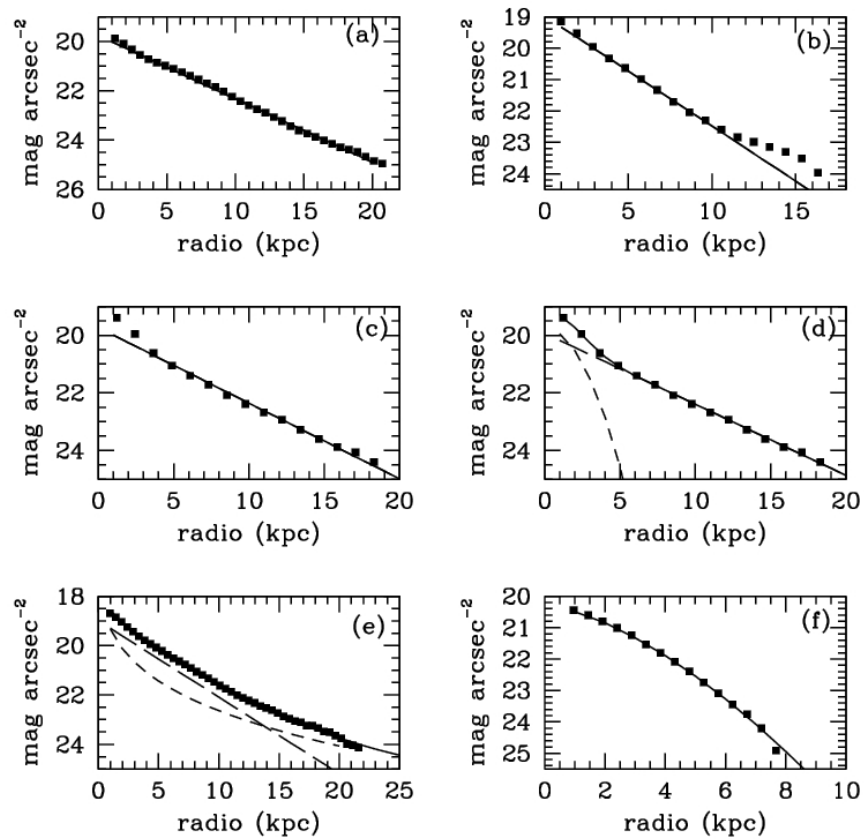 (a)
20
22
24
26
mag arcsec⁻²
0 5 10 15 20
radio (kpc)
(b)
19
20
21
22
23
24
mag arcsec⁻²
0 5 10 15
radio (kpc)
(c)
20
22
24
mag arcsec⁻²
0 5 10 15 20
radio (kpc)
(d)
20
22
24
mag arcsec⁻²
0 5 10 15 20
radio (kpc)
(e)
18
20
22
24
mag arcsec⁻²
0 5 10 15 20 25
radio (kpc)
(f)
20
21
22
23
24
25
mag arcsec⁻²
0 2 4 6 8 10
radio (kpc)